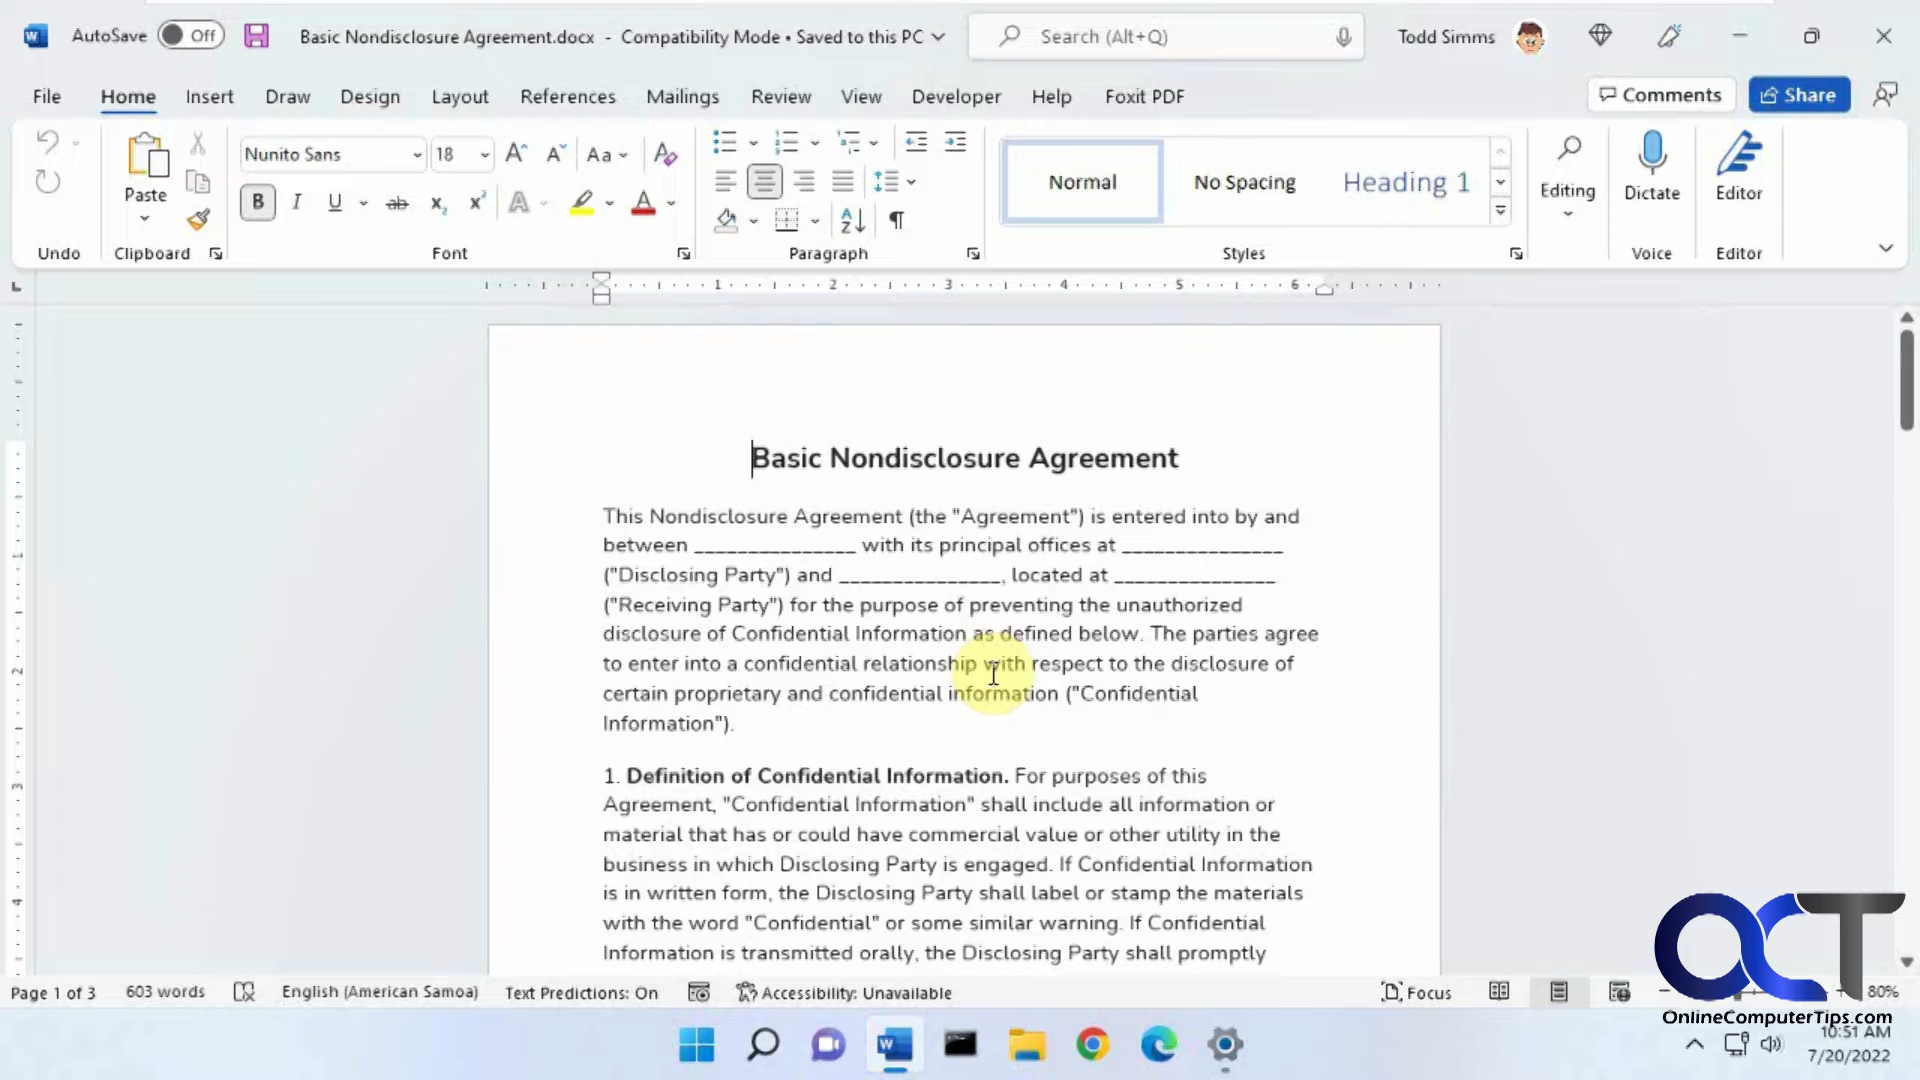 AutoSave Off Basic Nondisclosure Agreement.docx - Compatibility Mode • Saved to this PC Search (Alt+Q) Todd Simms
File Home Insert Draw Design Layout References Mailings Review View Developer Help Foxit PDF Comments Share
Nunito Sans 18 Aa
Paste B I U ab x₂ x² A A Normal No Spacing Heading 1 Editing Dictate Editor
Undo Clipboard Font Paragraph Styles Voice Editor
1 2 3 4 5 6
Basic Nondisclosure Agreement
This Nondisclosure Agreement (the "Agreement") is entered into by and
between _______________ with its principal offices at _______________
("Disclosing Party") and _______________, located at _______________
("Receiving Party") for the purpose of preventing the unauthorized
disclosure of Confidential Information as defined below. The parties agree
to enter into a confidential relationship with respect to the disclosure of
certain proprietary and confidential information ("Confidential
Information").
1. Definition of Confidential Information. For purposes of this
Agreement, "Confidential Information" shall include all information or
material that has or could have commercial value or other utility in the
business in which Disclosing Party is engaged. If Confidential Information
is in written form, the Disclosing Party shall label or stamp the materials
with the word "Confidential" or some similar warning. If Confidential
Information is transmitted orally, the Disclosing Party shall promptly
Page 1 of 3 603 words English (American Samoa) Text Predictions: On Accessibility: Unavailable Focus 80%
OCT
OnlineComputerTips.com
10:51 AM
7/20/2022